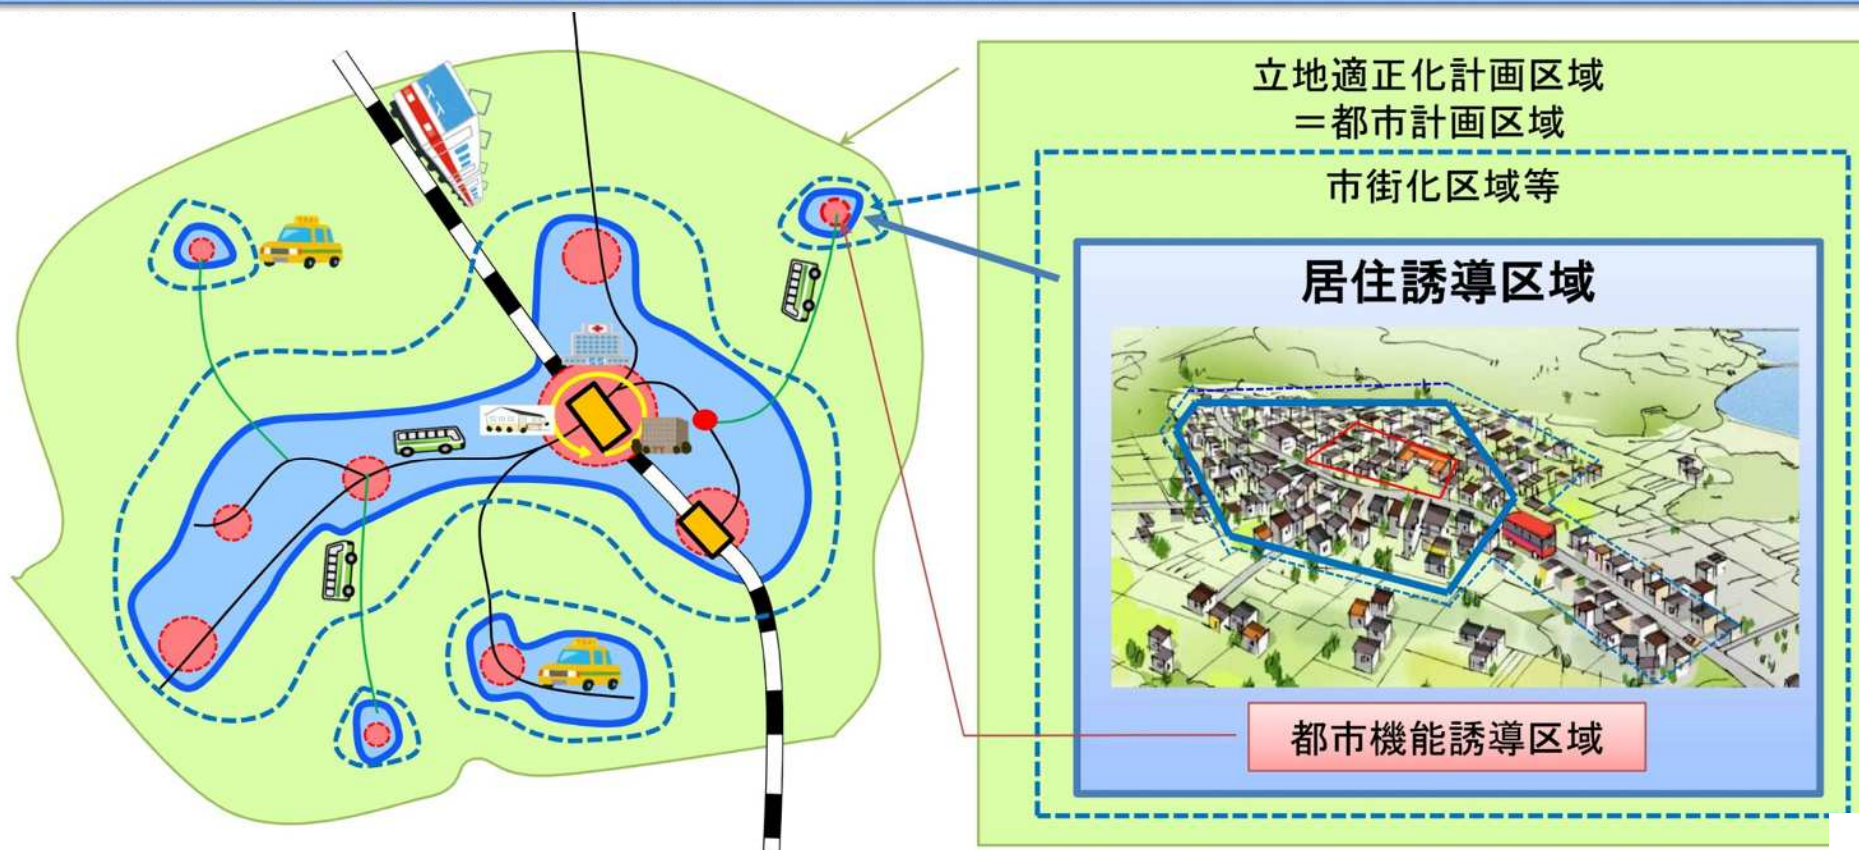 立地適正化計画区域
＝都市計画区域
市街化区域等
居住誘導区域
都市機能誘導区域